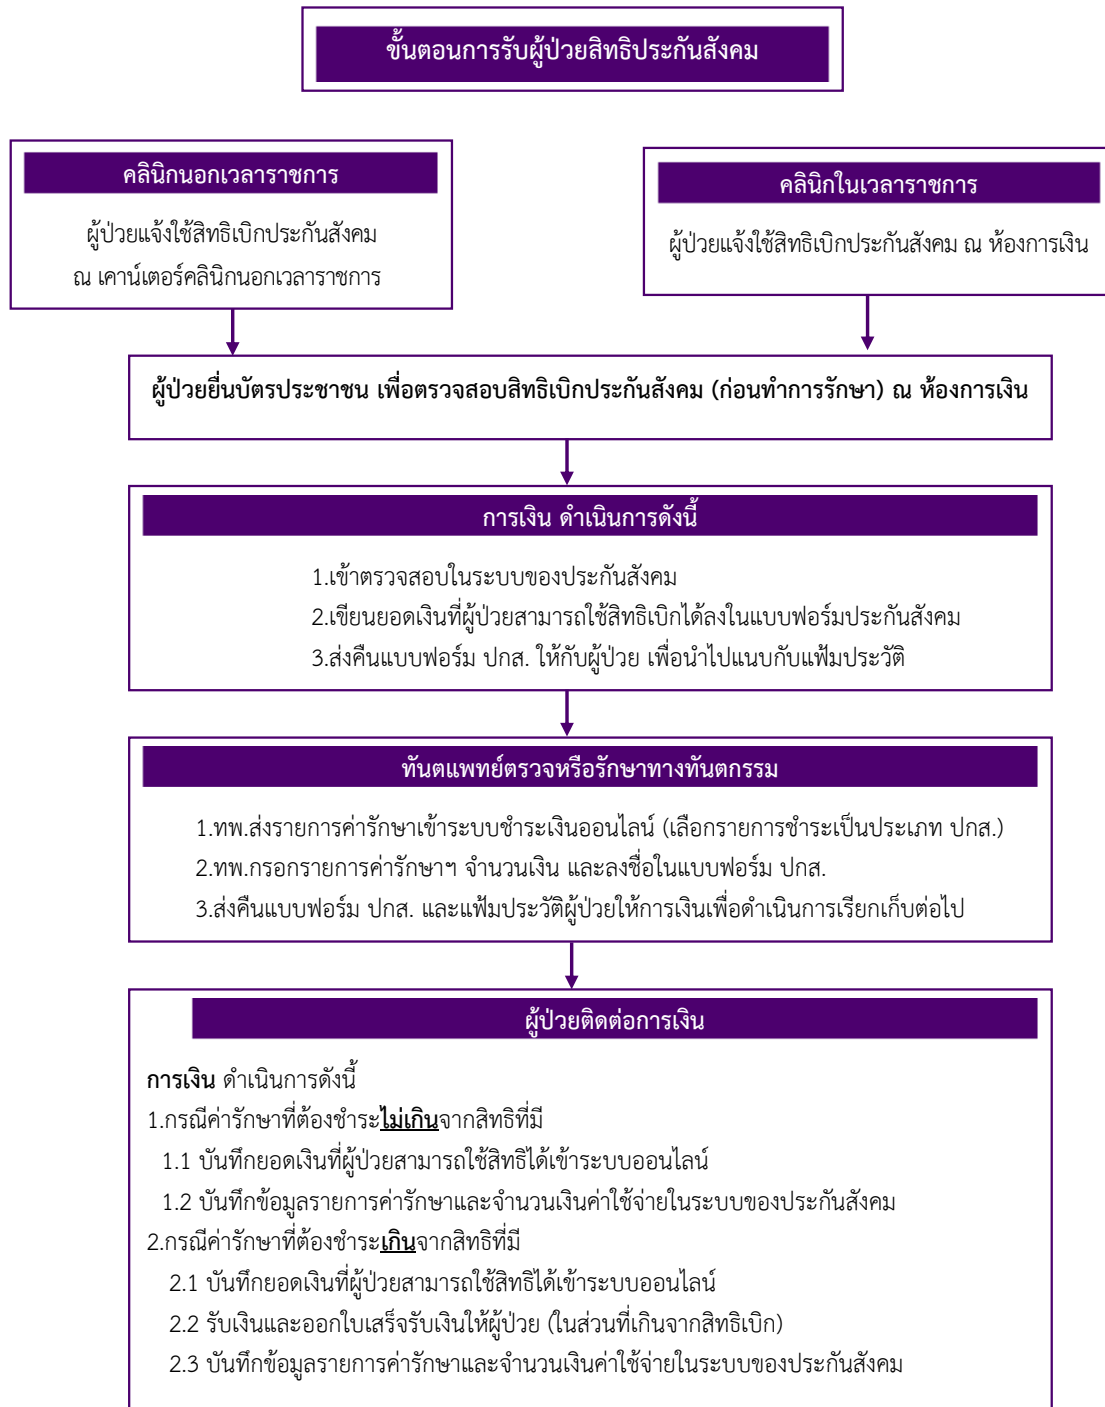 ขั้นตอนการรับผู้ป่วยสิทธิประกันสังคม
คลินิกนอกเวลาราชการ
ผู้ป่วยแจ้งใช้สิทธิเบิกประกันสังคม
ณ เคาน์เตอร์คลินิกนอกเวลาราชการ
คลินิกในเวลาราชการ
ผู้ป่วยแจ้งใช้สิทธิเบิกประกันสังคม ณ ห้องการเงิน
ผู้ป่วยยื่นบัตรประชาชน เพื่อตรวจสอบสิทธิเบิกประกันสังคม (ก่อนทำการรักษา) ณ ห้องการเงิน
การเงิน ดำเนินการดังนี้
1.เข้าตรวจสอบในระบบของประกันสังคม
2.เขียนยอดเงินที่ผู้ป่วยสามารถใช้สิทธิเบิกได้ลงในแบบฟอร์มประกันสังคม
3.ส่งคืนแบบฟอร์ม ปกส. ให้กับผู้ป่วย เพื่อนำไปแนบกับแฟ้มประวัติ
ทันตแพทย์ตรวจหรือรักษาทางทันตกรรม
1.ทพ.ส่งรายการค่ารักษาเข้าระบบชำระเงินออนไลน์ (เลือกรายการชำระเป็นประเภท ปกส.)
2.ทพ.กรอกรายการค่ารักษาฯ จำนวนเงิน และลงชื่อในแบบฟอร์ม ปกส.
3.ส่งคืนแบบฟอร์ม ปกส. และแฟ้มประวัติผู้ป่วยให้การเงินเพื่อดำเนินการเรียกเก็บต่อไป
ผู้ป่วยติดต่อการเงิน
การเงิน ดำเนินการดังนี้
1.กรณีค่ารักษาที่ต้องชำระไม่เกินจากสิทธิที่มี
1.1 บันทึกยอดเงินที่ผู้ป่วยสามารถใช้สิทธิได้เข้าระบบออนไลน์
1.2 บันทึกข้อมูลรายการค่ารักษาและจำนวนเงินค่าใช้จ่ายในระบบของประกันสังคม
2.กรณีค่ารักษาที่ต้องชำระเกินจากสิทธิที่มี
2.1 บันทึกยอดเงินที่ผู้ป่วยสามารถใช้สิทธิได้เข้าระบบออนไลน์
2.2 รับเงินและออกใบเสร็จรับเงินให้ผู้ป่วย (ในส่วนที่เกินจากสิทธิเบิก)
2.3 บันทึกข้อมูลรายการค่ารักษาและจำนวนเงินค่าใช้จ่ายในระบบของประกันสังคม